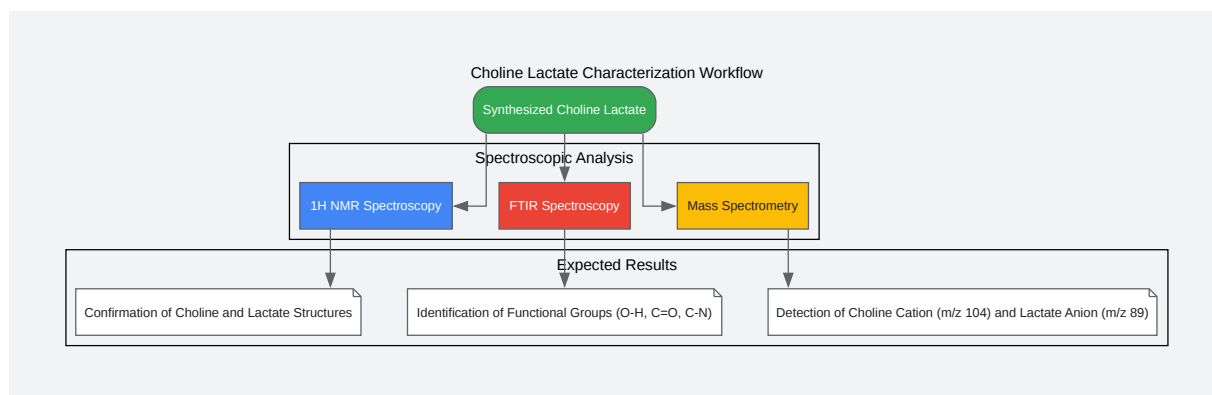 Choline Lactate Characterization Workflow
Synthesized Choline Lactate
Spectroscopic Analysis
1H NMR Spectroscopy
FTIR Spectroscopy
Mass Spectrometry
Expected Results
Confirmation of Choline and Lactate Structures
Identification of Functional Groups (O-H, C=O, C-N)
Detection of Choline Cation (m/z 104) and Lactate Anion (m/z 89)